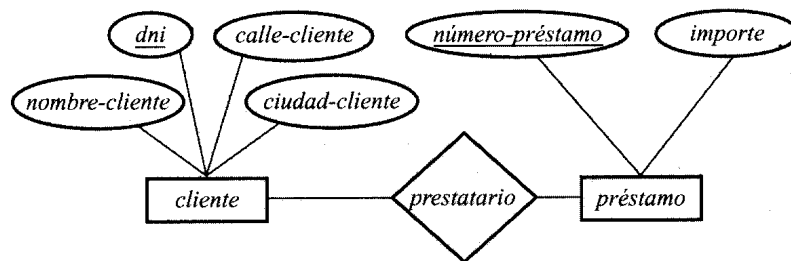 dni
calle-cliente
número-préstamo
importe
nombre-cliente
ciudad-cliente
cliente
prestatario
préstamo